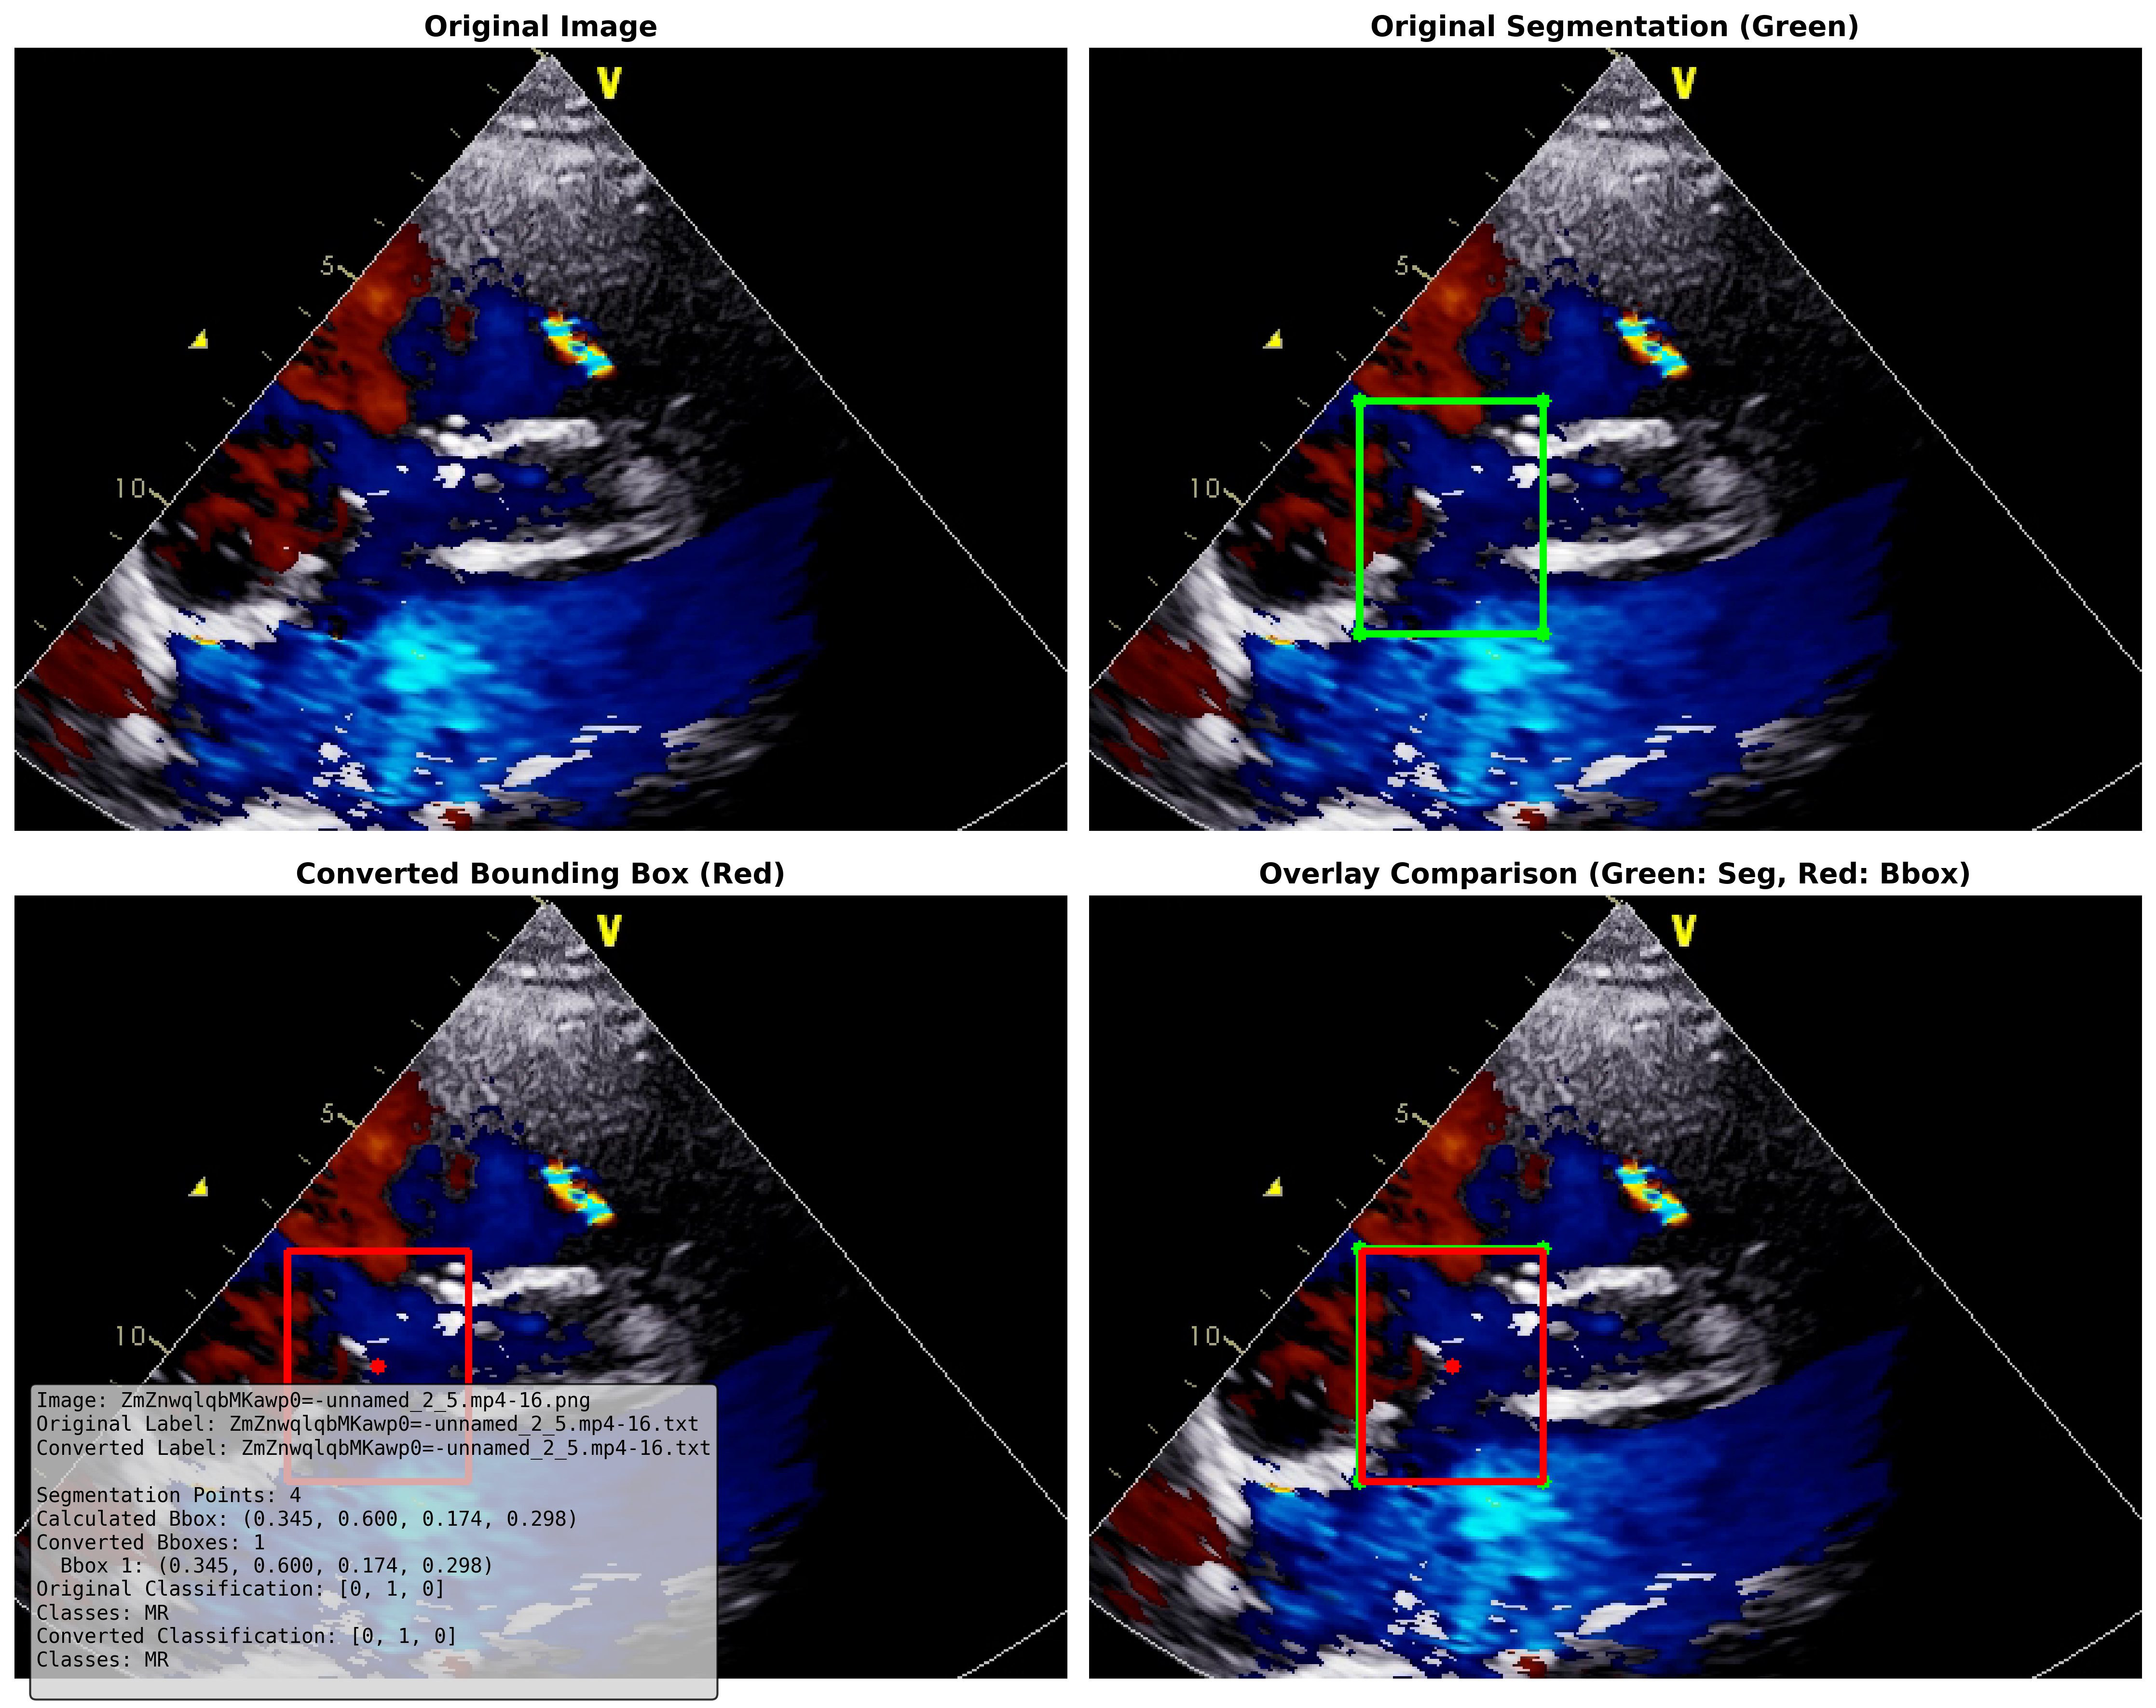 Original Image
Original Segmentation (Green)
V
5
10
V
5
10
Converted Bounding Box (Red)
Overlay Comparison (Green: Seg, Red: Bbox)
V
5
10
V
5
10
Image: ZmZnwqlqbMKawp0=-unnamed_2_5.mp4-16.png
Original Label: ZmZnwqlqbMKawp0=-unnamed_2_5.mp4-16.txt
Converted Label: ZmZnwqlqbMKawp0=-unnamed_2_5.mp4-16.txt
Segmentation Points: 4
Calculated Bbox: (0.345, 0.600, 0.174, 0.298)
Converted Bboxes: 1
Bbox 1: (0.345, 0.600, 0.174, 0.298)
Original Classification: [0, 1, 0]
Classes: MR
Converted Classification: [0, 1, 0]
Classes: MR